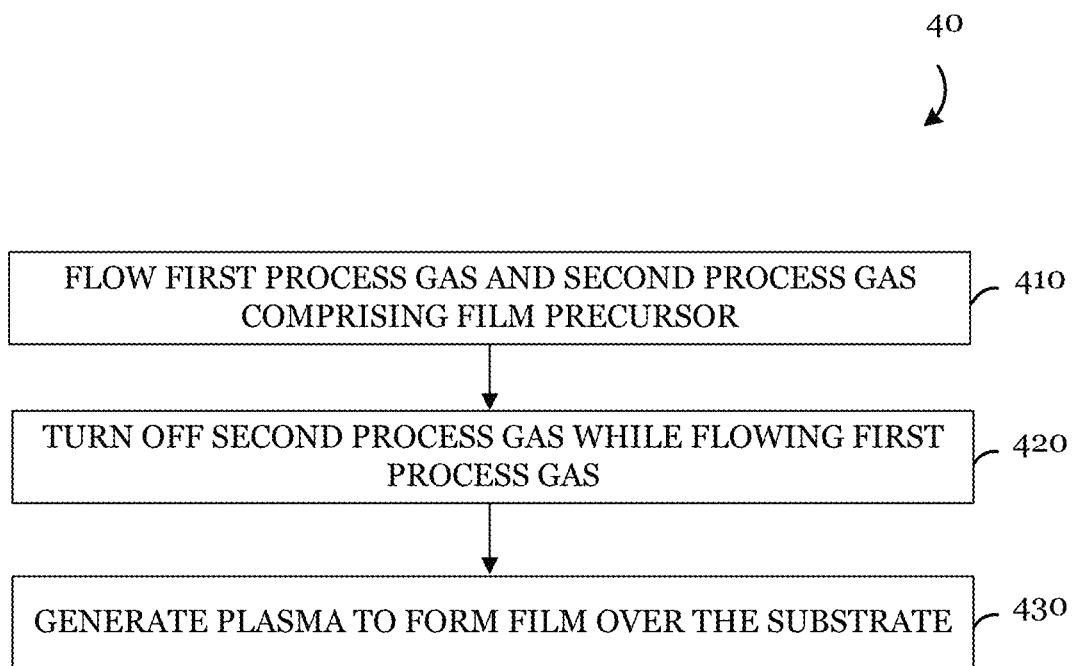 40
FLOW FIRST PROCESS GAS AND SECOND PROCESS GAS
COMPRISING FILM PRECURSOR
410
TURN OFF SECOND PROCESS GAS WHILE FLOWING FIRST
PROCESS GAS
420
GENERATE PLASMA TO FORM FILM OVER THE SUBSTRATE
430